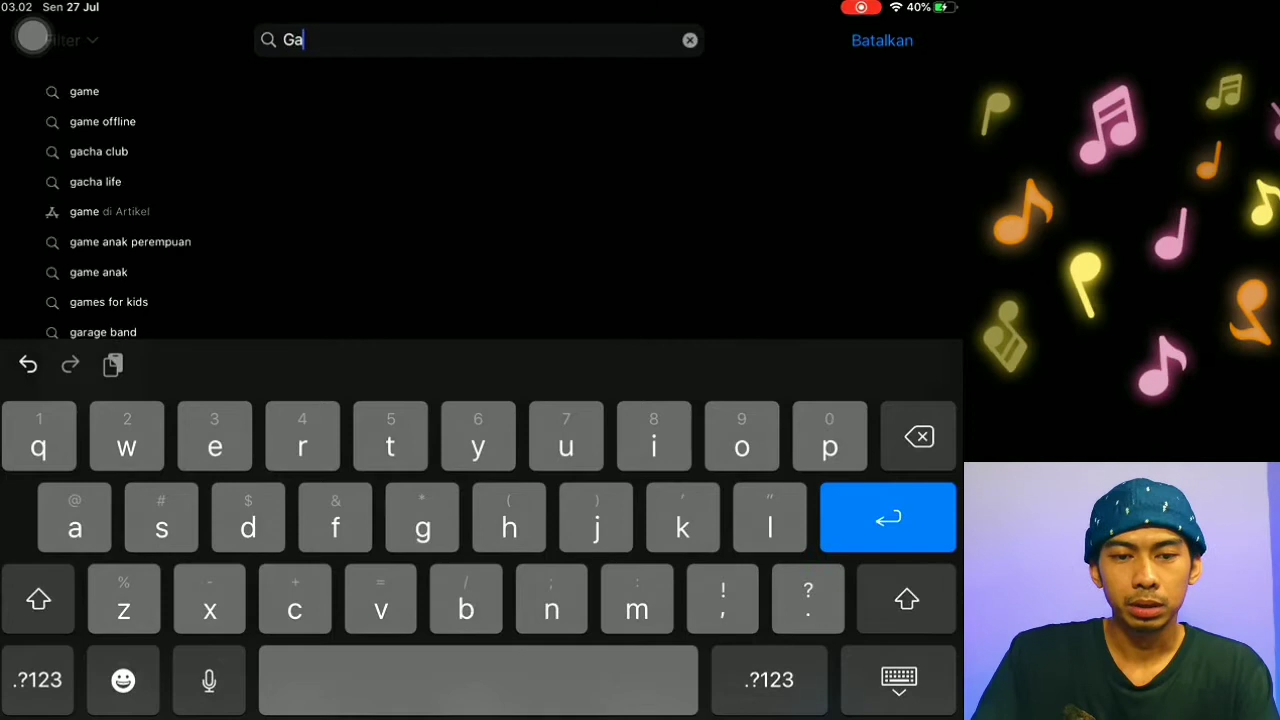 03.02 Sen 27 Jul
40%
Filter
Ga
Batalkan
game
game offline
gacha club
gacha life
game di Artikel
game anak perempuan
game anak
games for kids
garage band
1 2 3 4 5 6 7 8 9 0
q w e r t y u i o p
@ # $ & * ( ) ' "
a s d f g h j k l
% - + = / ; : ! ?
z x c v b n m , .
.?123 .?123